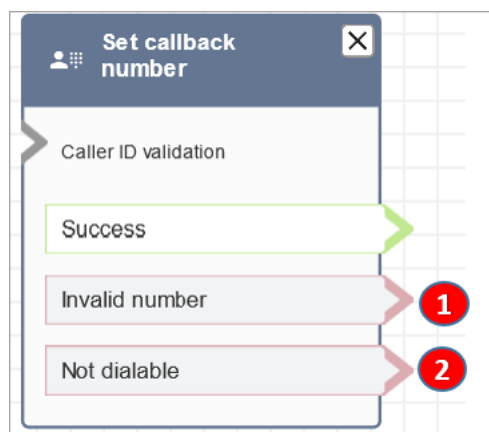 Set callback
number
Caller ID validation
Success
Invalid number
1
Not dialable
2